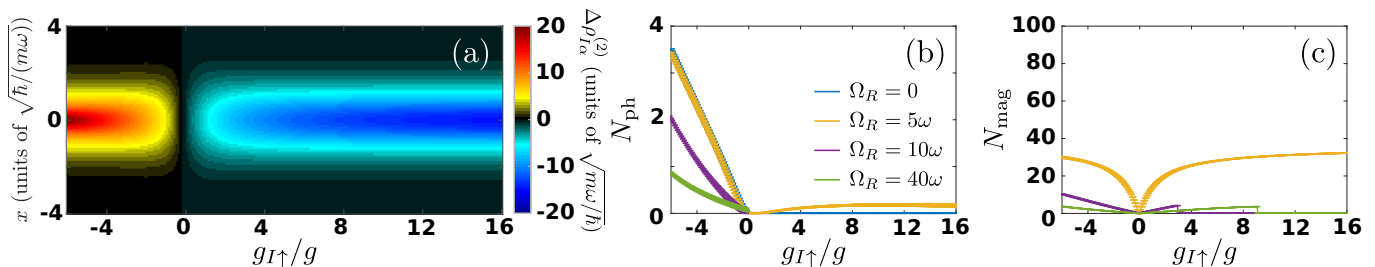 x (units of √ħ/(mω))
4
0
-4
(a)
-4 0 4 8 12 16
g_{I↑}/g
20
10
0
-10
-20
Δρ_{I_α}^{(2)} (units of √mω/ħ)
N_ph
4
2
0
(b)
Ω_R = 0
Ω_R = 5ω
Ω_R = 10ω
Ω_R = 40ω
-4 0 4 8 12 16
g_{I↑}/g
N_mag
100
80
60
40
20
0
(c)
-4 0 4 8 12 16
g_{I↑}/g